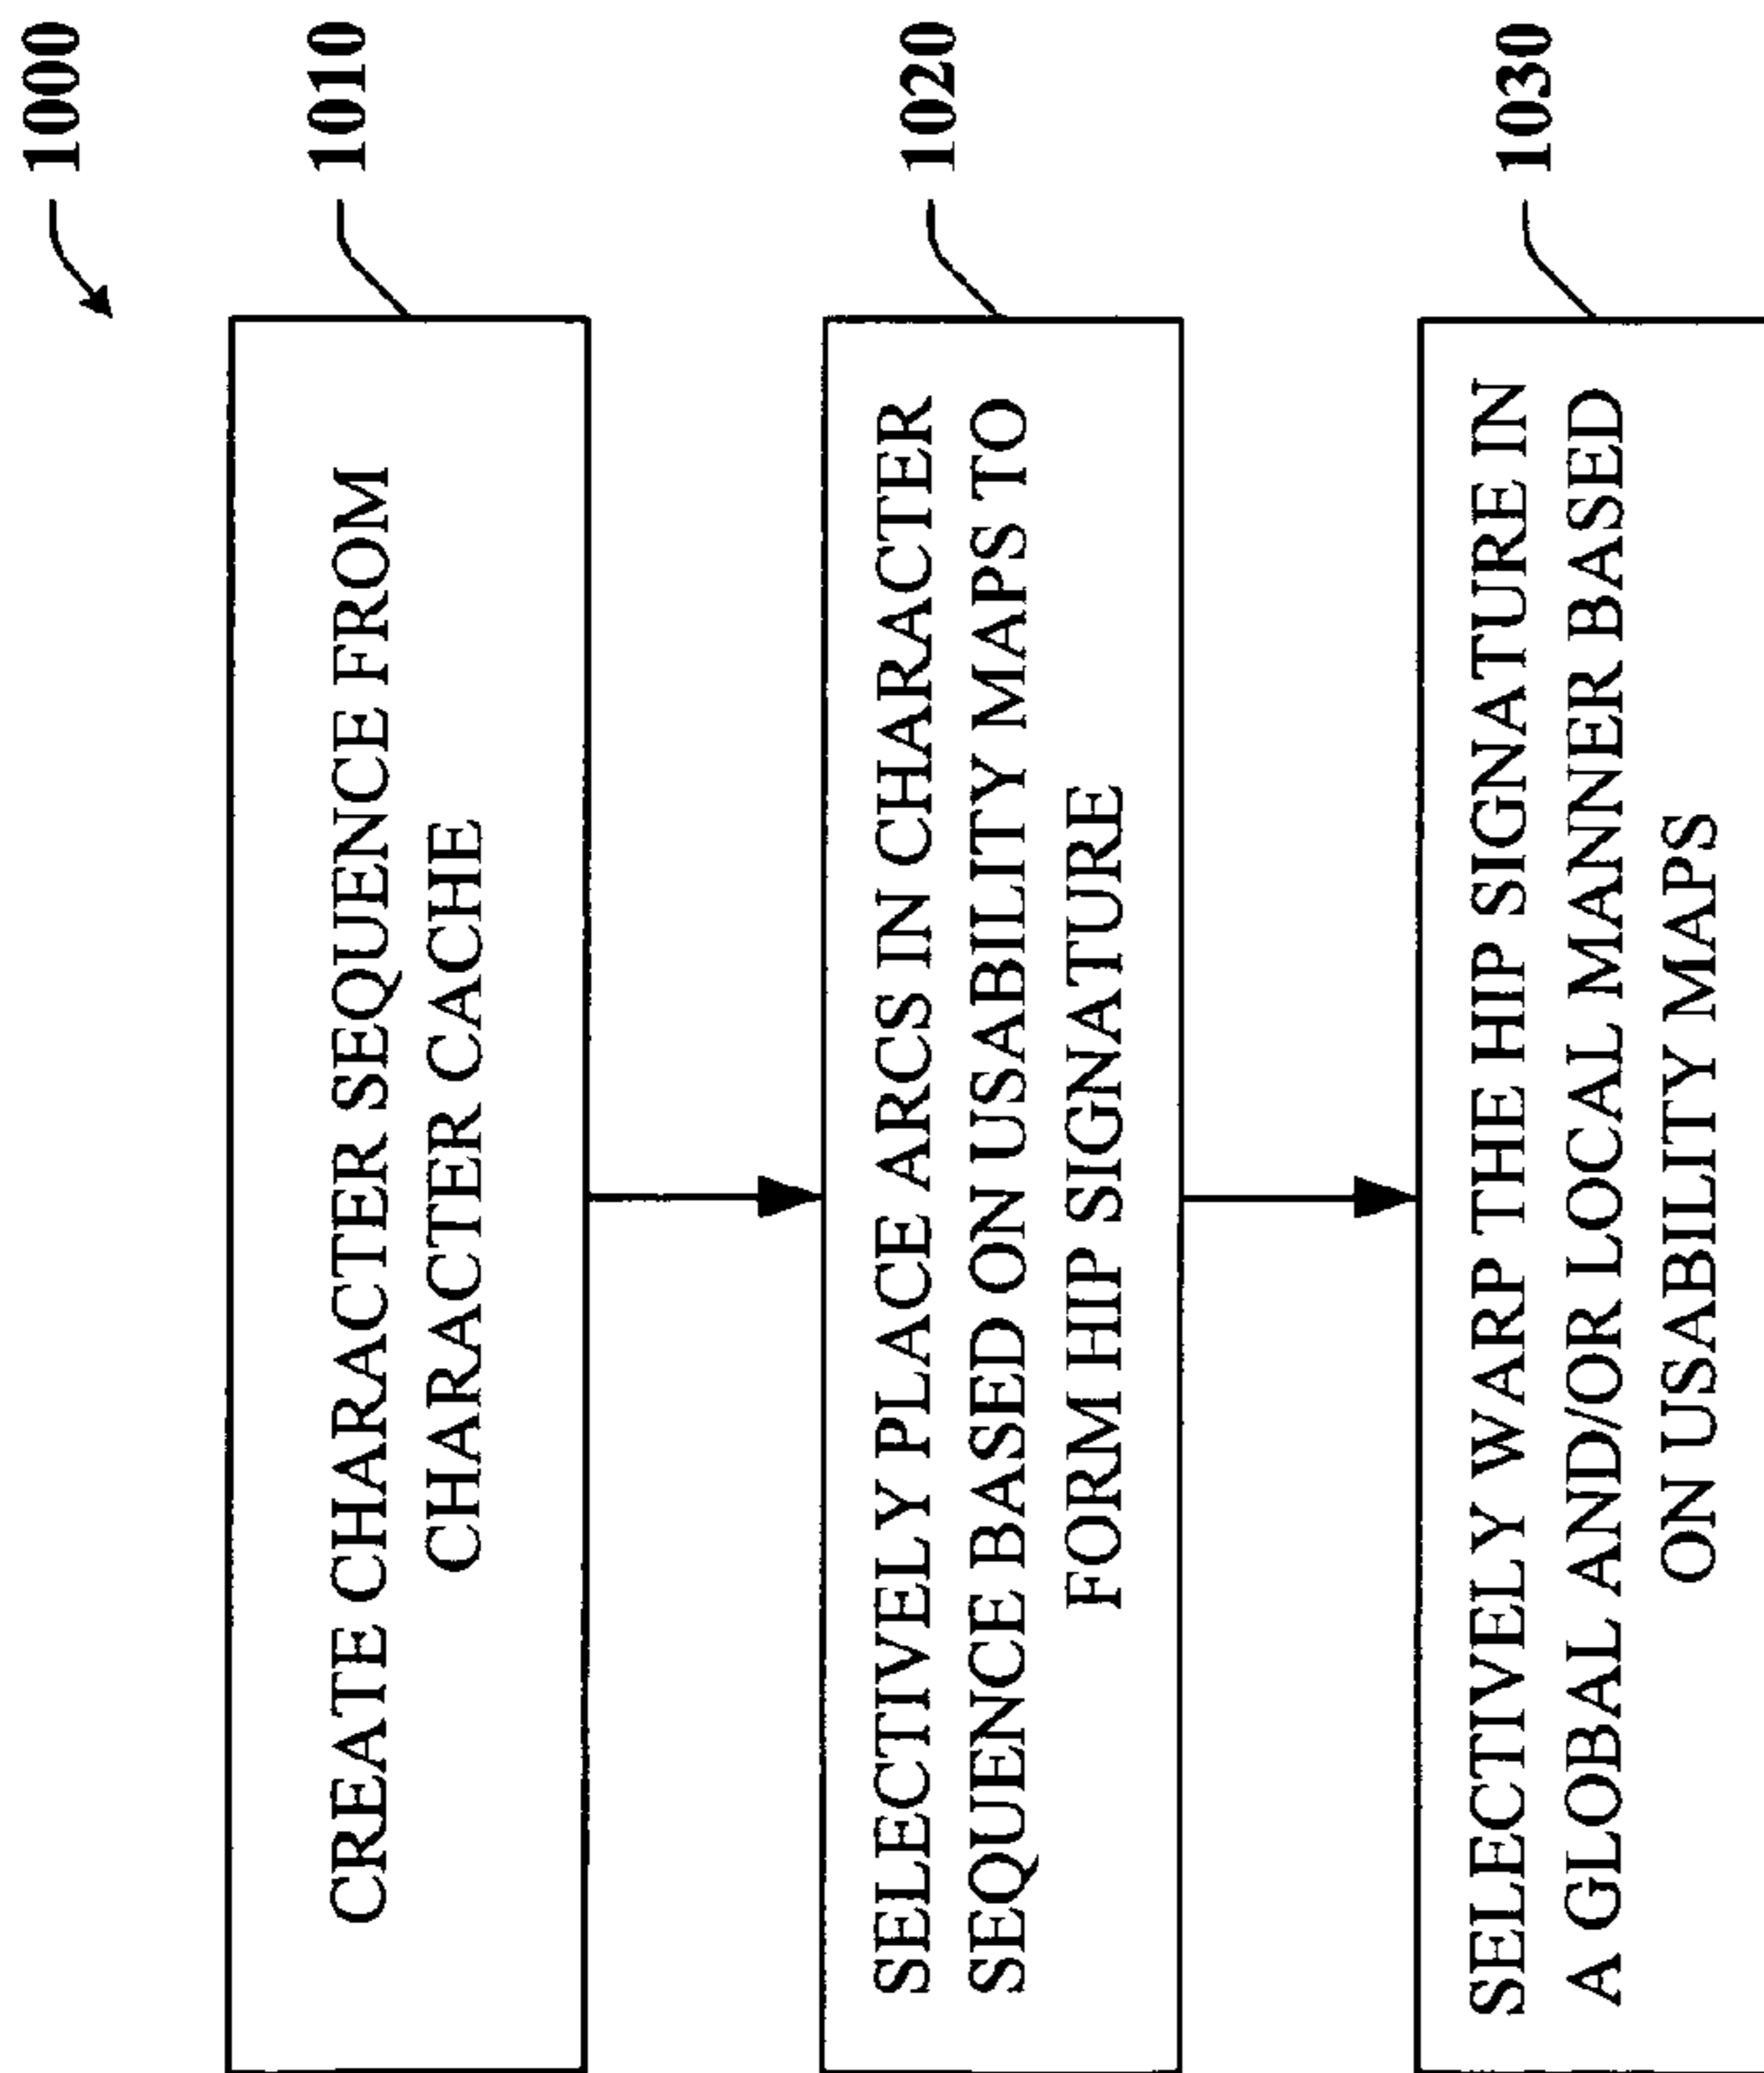 1000
1010
CREATE CHARACTER SEQUENCE FROM
CHARACTER CACHE
1020
SELECTIVELY PLACE ARCS IN CHARACTER
SEQUENCE BASED ON USABILITY MAPS TO
FORM HIP SIGNATURE
1030
SELECTIVELY WARP THE HIP SIGNATURE IN
A GLOBAL AND/OR LOCAL MANNER BASED
ON USABILITY MAPS